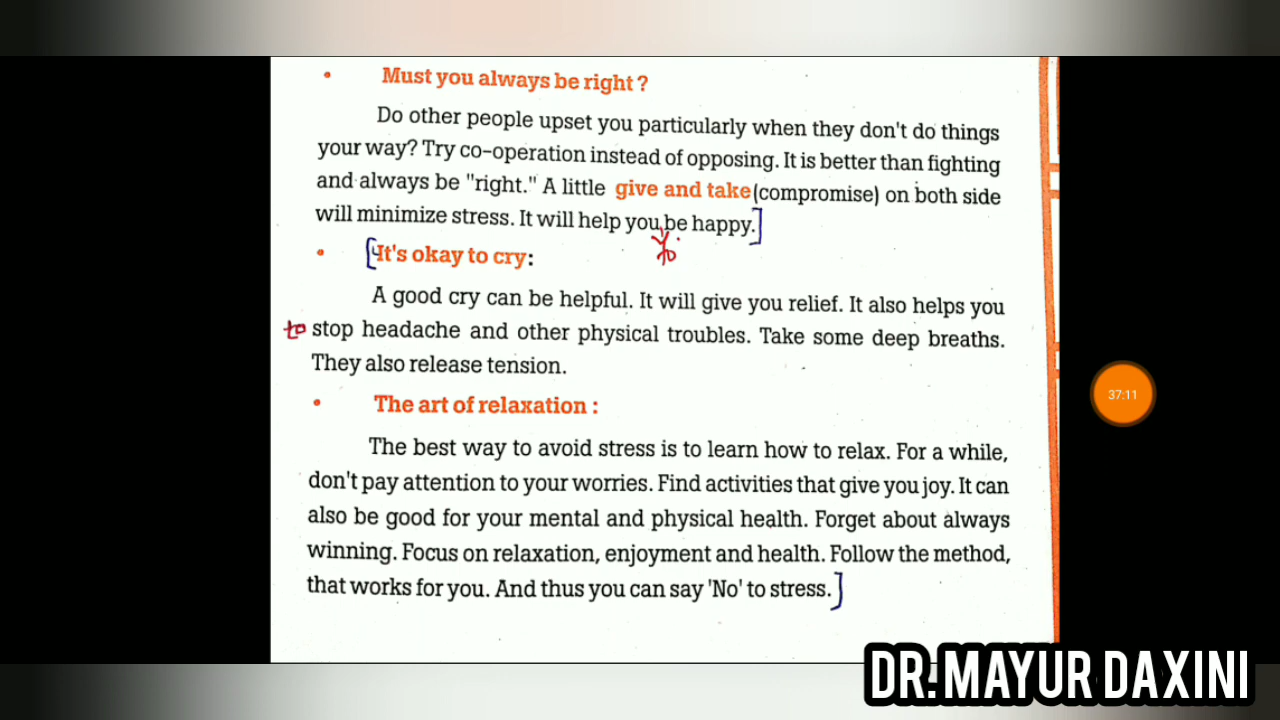 • Must you always be right ?
Do other people upset you particularly when they don't do things
your way? Try co-operation instead of opposing. It is better than fighting
and always be "right." A little give and take (compromise) on both side
will minimize stress. It will help you be happy.]
to
• [It's okay to cry:
A good cry can be helpful. It will give you relief. It also helps you
to stop headache and other physical troubles. Take some deep breaths.
They also release tension.
• The art of relaxation :
The best way to avoid stress is to learn how to relax. For a while,
don't pay attention to your worries. Find activities that give you joy. It can
also be good for your mental and physical health. Forget about always
winning. Focus on relaxation, enjoyment and health. Follow the method,
that works for you. And thus you can say 'No' to stress.]
37:11
DR. MAYUR DAXINI